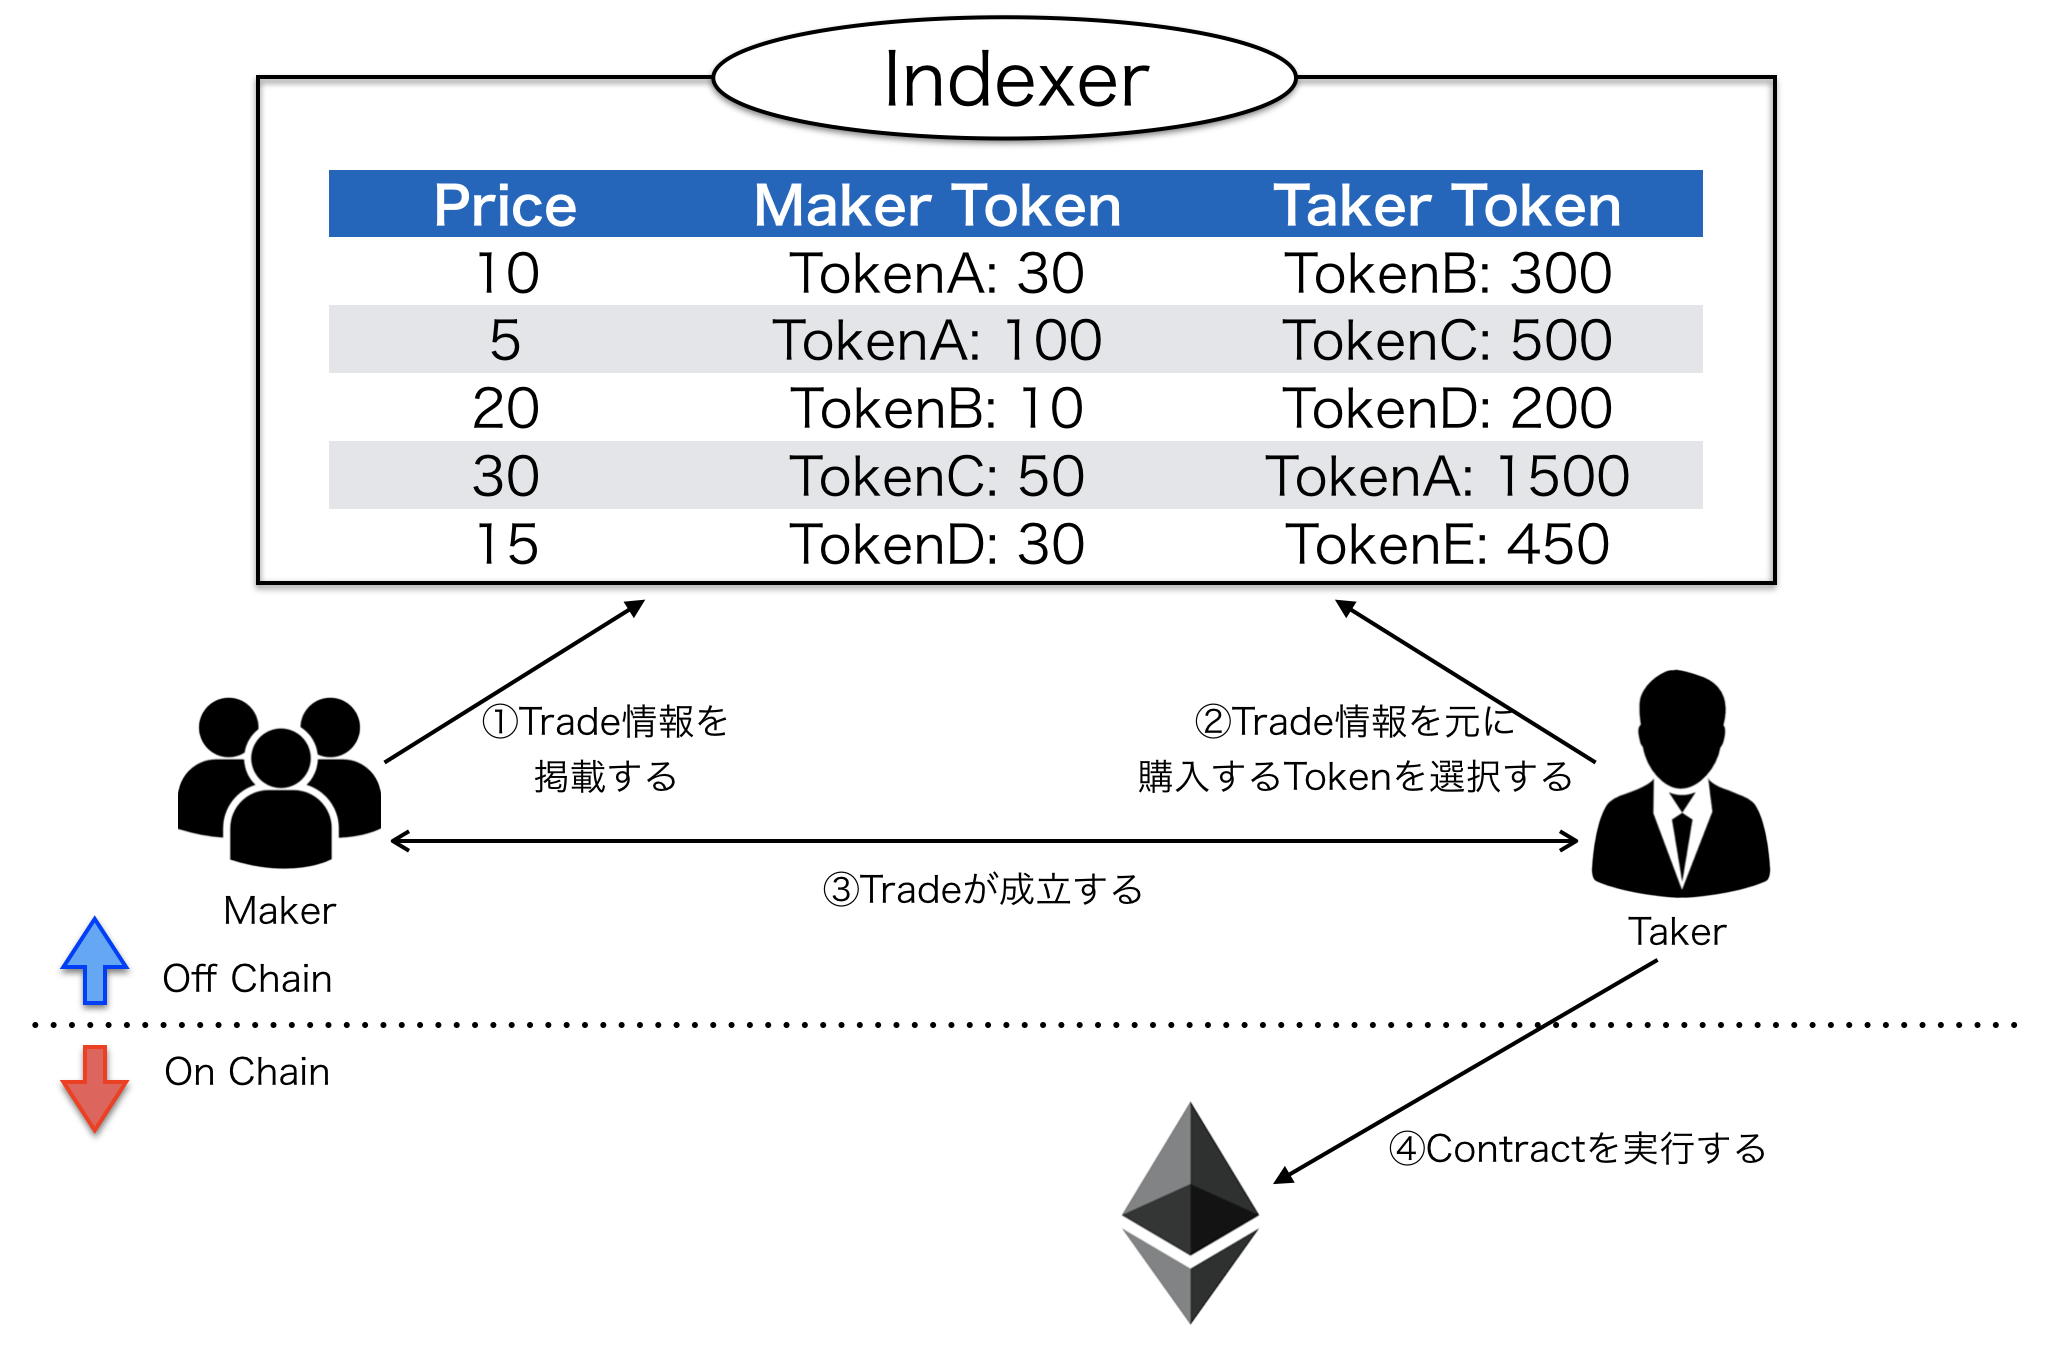 Indexer
Price Maker Token Taker Token
10 TokenA: 30 TokenB: 300
5 TokenA: 100 TokenC: 500
20 TokenB: 10 TokenD: 200
30 TokenC: 50 TokenA: 1500
15 TokenD: 30 TokenE: 450
①Trade情報を
掲載する
②Trade情報を元に
購入するTokenを選択する
③Tradeが成立する
Maker
Taker
Off Chain
On Chain
④Contractを実行する